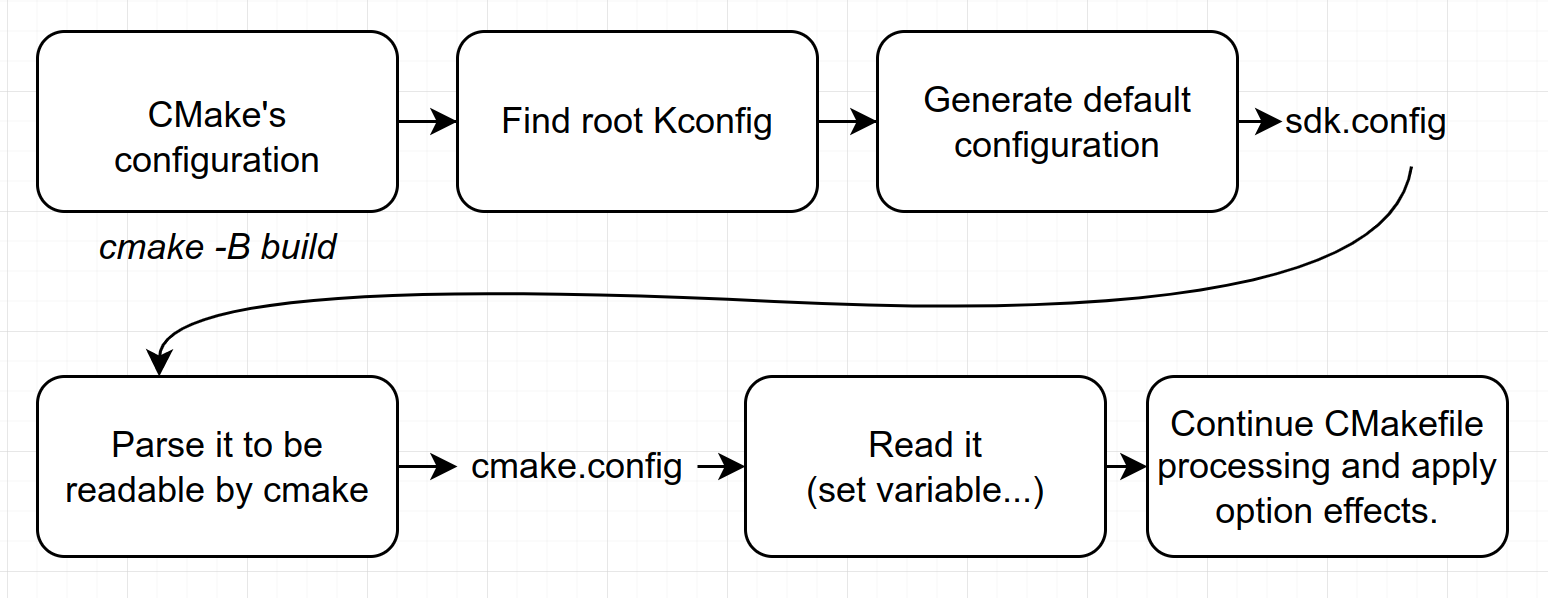 CMake's
configuration
Find root Kconfig
Generate default
configuration
sdk.config
cmake -B build
Parse it to be
readable by cmake
cmake.config
Read it
(set variable...)
Continue CMakefile
processing and apply
option effects.